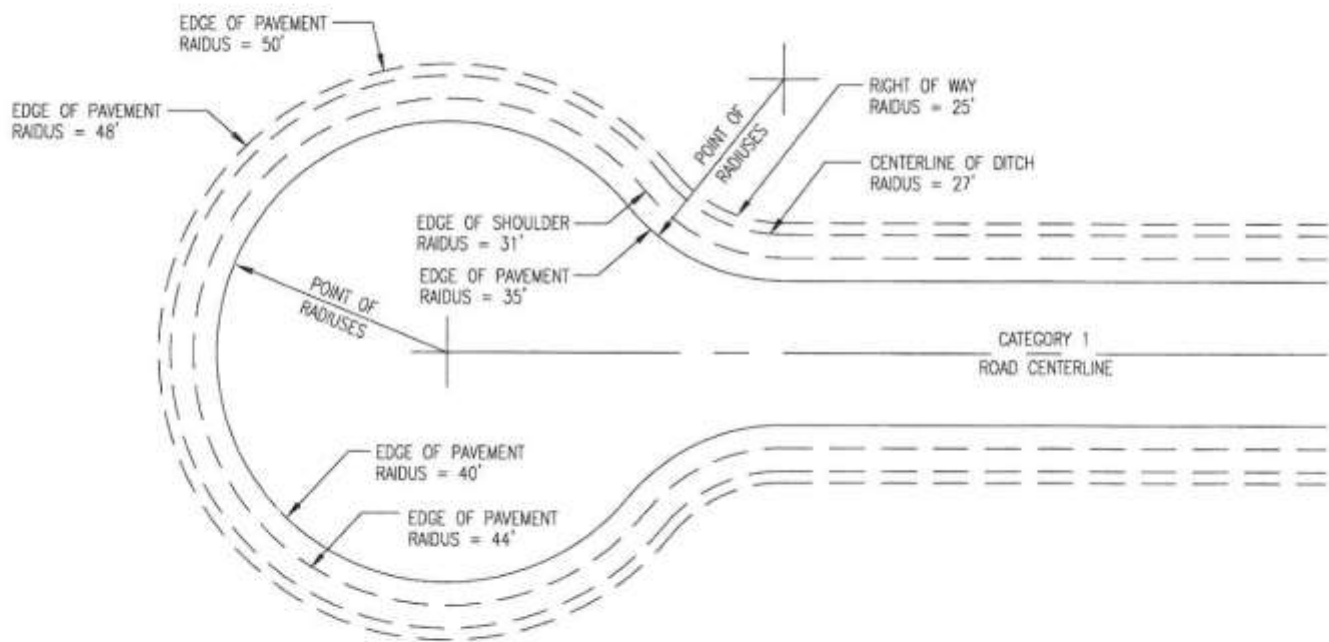 EDGE OF PAVEMENT
RAIDUS = 50'
EDGE OF PAVEMENT
RAIDUS = 48'
RIGHT OF WAY
RAIDUS = 25'
POINT OF
RADIUSES
CENTERLINE OF DITCH
RAIDUS = 27'
EDGE OF SHOULDER
RAIDUS = 31'
EDGE OF PAVEMENT
RAIDUS = 35'
POINT OF
RADIUSES
CATEGORY 1
ROAD CENTERLINE
EDGE OF PAVEMENT
RAIDUS = 40'
EDGE OF PAVEMENT
RAIDUS = 44'